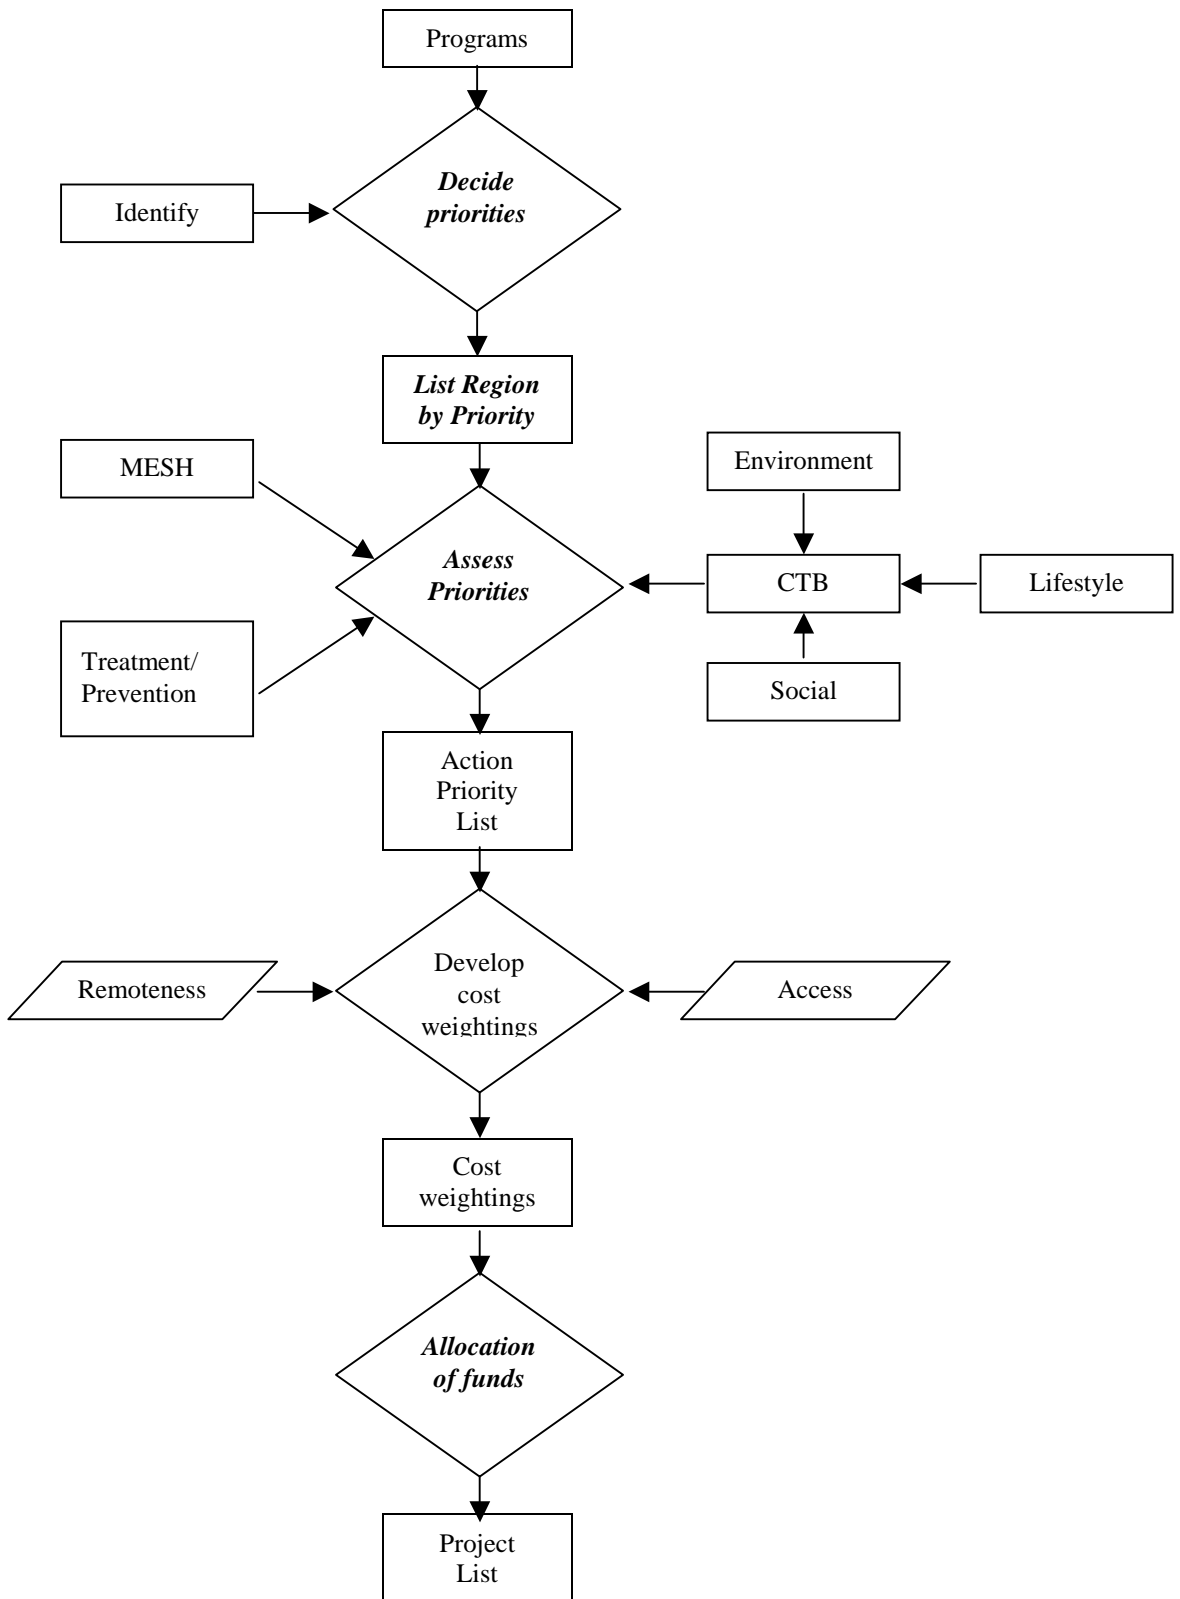 Programs
Decide
priorities
Identify
List Region
by Priority
MESH
Environment
Assess
Priorities
CTB
Lifestyle
Treatment/
Prevention
Social
Action
Priority
List
Remoteness
Develop
cost
weightings
Access
Cost
weightings
Allocation
of funds
Project
List